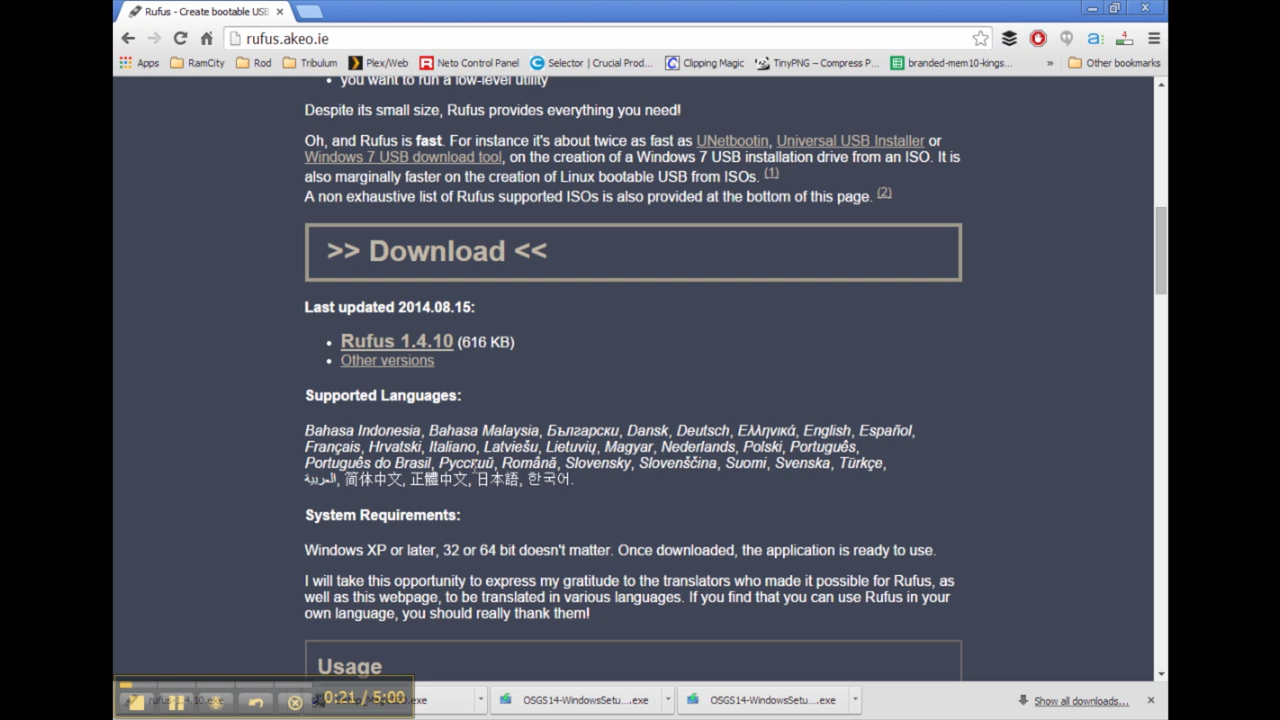 Rufus - Create bootable USB
rufus.akeo.ie
4
Apps RamCity Rod Tribulum Plex/Web Neto Control Panel Selector | Crucial Prod... Clipping Magic TinyPNG – Compress P... branded-mem10-kings... » Other bookmarks
you want to run a low-level utility
Despite its small size, Rufus provides everything you need!
Oh, and Rufus is fast. For instance it's about twice as fast as UNetbootin, Universal USB Installer or
Windows 7 USB download tool, on the creation of a Windows 7 USB installation drive from an ISO. It is
also marginally faster on the creation of Linux bootable USB from ISOs. (1)
A non exhaustive list of Rufus supported ISOs is also provided at the bottom of this page. (2)
>> Download <<
Last updated 2014.08.15:
• Rufus 1.4.10 (616 KB)
• Other versions
Supported Languages:
Bahasa Indonesia, Bahasa Malaysia, Български, Dansk, Deutsch, Ελληνικά, English, Español,
Français, Hrvatski, Italiano, Latviešu, Lietuvių, Magyar, Nederlands, Polski, Português,
Português do Brasil, Русский, Română, Slovensky, Slovenščina, Suomi, Svenska, Türkçe,
العربية, 简体中文, 正體中文, 日本語, 한국어.
System Requirements:
Windows XP or later, 32 or 64 bit doesn't matter. Once downloaded, the application is ready to use.
I will take this opportunity to express my gratitude to the translators who made it possible for Rufus, as
well as this webpage, to be translated in various languages. If you find that you can use Rufus in your
own language, you should really thank them!
Usage
rufus-1.4.10.exe 0:21 / 5:00 .exe OSGS14-WindowsSetu....exe OSGS14-WindowsSetu....exe Show all downloads...